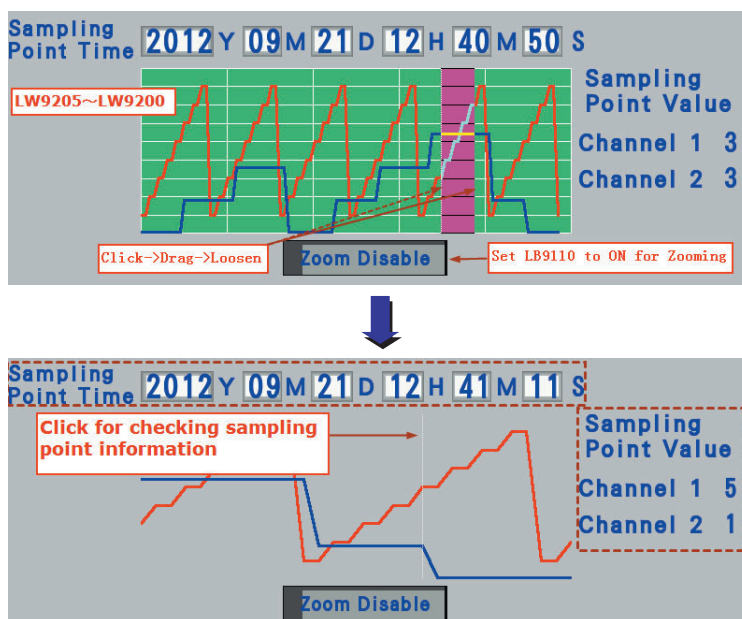 Sampling
Point Time 2012 Y 09 M 21 D 12 H 40 M 50 S
LW9205～LW9200
Sampling
Point Value
Channel 1 3
Channel 2 3
Click->Drag->Loosen
Zoom Disable
Set LB9110 to ON for Zooming
Sampling
Point Time 2012 Y 09 M 21 D 12 H 41 M 11 S
Click for checking sampling
point information
Sampling
Point Value
Channel 1 5
Channel 2 1
Zoom Disable